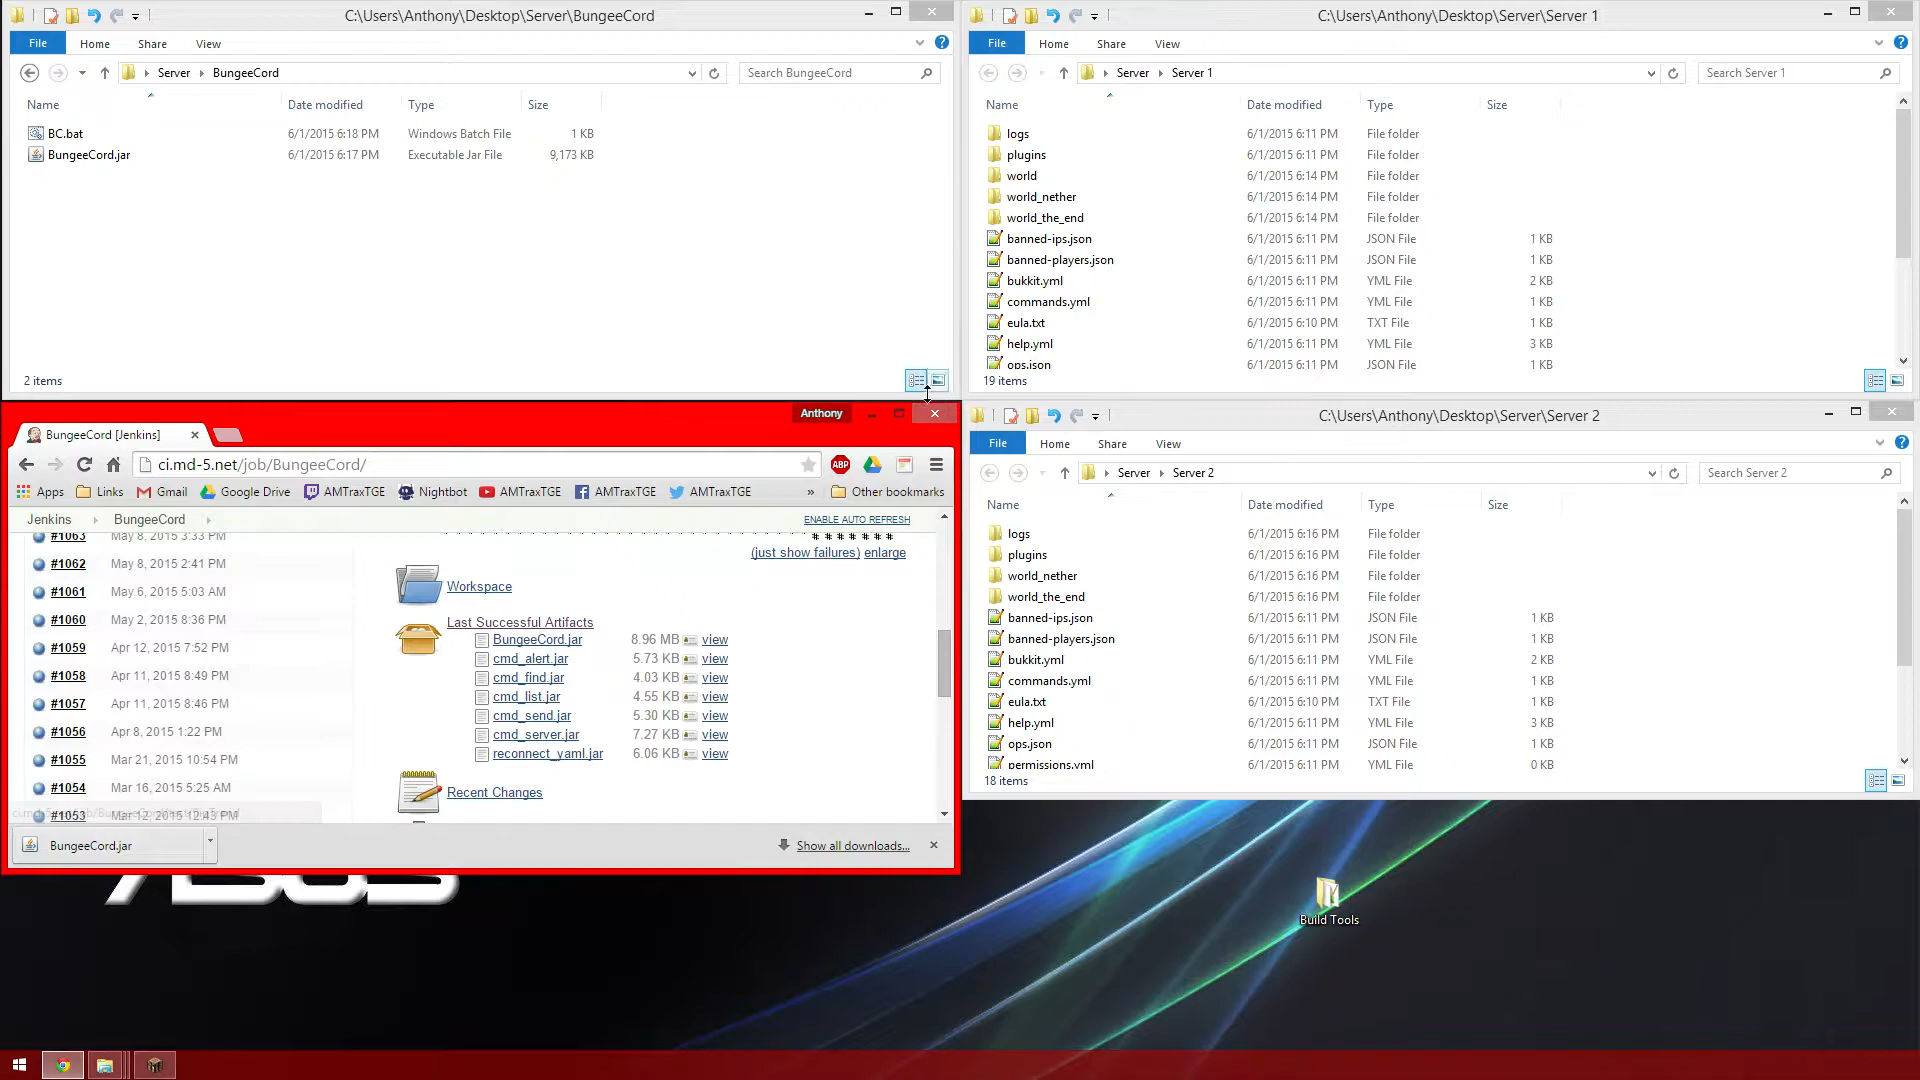 C:\Users\Anthony\Desktop\Server\BungeeCord
File Home Share View
Server BungeeCord
Search BungeeCord
Name Date modified Type Size
BC.bat 6/1/2015 6:18 PM Windows Batch File 1 KB
BungeeCord.jar 6/1/2015 6:17 PM Executable Jar File 9,173 KB
2 items
C:\Users\Anthony\Desktop\Server\Server 1
File Home Share View
Server Server 1
Search Server 1
Name Date modified Type Size
logs 6/1/2015 6:11 PM File folder
plugins 6/1/2015 6:11 PM File folder
world 6/1/2015 6:14 PM File folder
world_nether 6/1/2015 6:14 PM File folder
world_the_end 6/1/2015 6:14 PM File folder
banned-ips.json 6/1/2015 6:11 PM JSON File 1 KB
banned-players.json 6/1/2015 6:11 PM JSON File 1 KB
bukkit.yml 6/1/2015 6:11 PM YML File 2 KB
commands.yml 6/1/2015 6:11 PM YML File 1 KB
eula.txt 6/1/2015 6:10 PM TXT File 1 KB
help.yml 6/1/2015 6:11 PM YML File 3 KB
ops.json 6/1/2015 6:11 PM JSON File 1 KB
19 items
Anthony
BungeeCord [Jenkins]
ci.md-5.net/job/BungeeCord/
ABP
Apps Links Gmail Google Drive AMTraxTGE Nightbot AMTraxTGE AMTraxTGE AMTraxTGE » Other bookmarks
Jenkins BungeeCord
ENABLE AUTO REFRESH
#1063 May 8, 2015 3:33 PM
#1062 May 8, 2015 2:41 PM
#1061 May 6, 2015 5:03 AM
#1060 May 2, 2015 8:36 PM
#1059 Apr 12, 2015 7:52 PM
#1058 Apr 11, 2015 8:49 PM
#1057 Apr 11, 2015 8:46 PM
#1056 Apr 8, 2015 1:22 PM
#1055 Mar 21, 2015 10:54 PM
#1054 Mar 16, 2015 5:25 AM
#1053 Mar 12, 2015 12:43 PM
(just show failures) enlarge
Workspace
Last Successful Artifacts
BungeeCord.jar 8.96 MB view
cmd_alert.jar 5.73 KB view
cmd_find.jar 4.03 KB view
cmd_list.jar 4.55 KB view
cmd_send.jar 5.30 KB view
cmd_server.jar 7.27 KB view
reconnect_yaml.jar 6.06 KB view
Recent Changes
BungeeCord.jar
Show all downloads...
C:\Users\Anthony\Desktop\Server\Server 2
File Home Share View
Server Server 2
Search Server 2
Name Date modified Type Size
logs 6/1/2015 6:16 PM File folder
plugins 6/1/2015 6:16 PM File folder
world_nether 6/1/2015 6:16 PM File folder
world_the_end 6/1/2015 6:16 PM File folder
banned-ips.json 6/1/2015 6:11 PM JSON File 1 KB
banned-players.json 6/1/2015 6:11 PM JSON File 1 KB
bukkit.yml 6/1/2015 6:11 PM YML File 2 KB
commands.yml 6/1/2015 6:11 PM YML File 1 KB
eula.txt 6/1/2015 6:10 PM TXT File 1 KB
help.yml 6/1/2015 6:11 PM YML File 3 KB
ops.json 6/1/2015 6:11 PM JSON File 1 KB
permissions.yml 6/1/2015 6:11 PM YML File 0 KB
18 items
ASUS
Build Tools